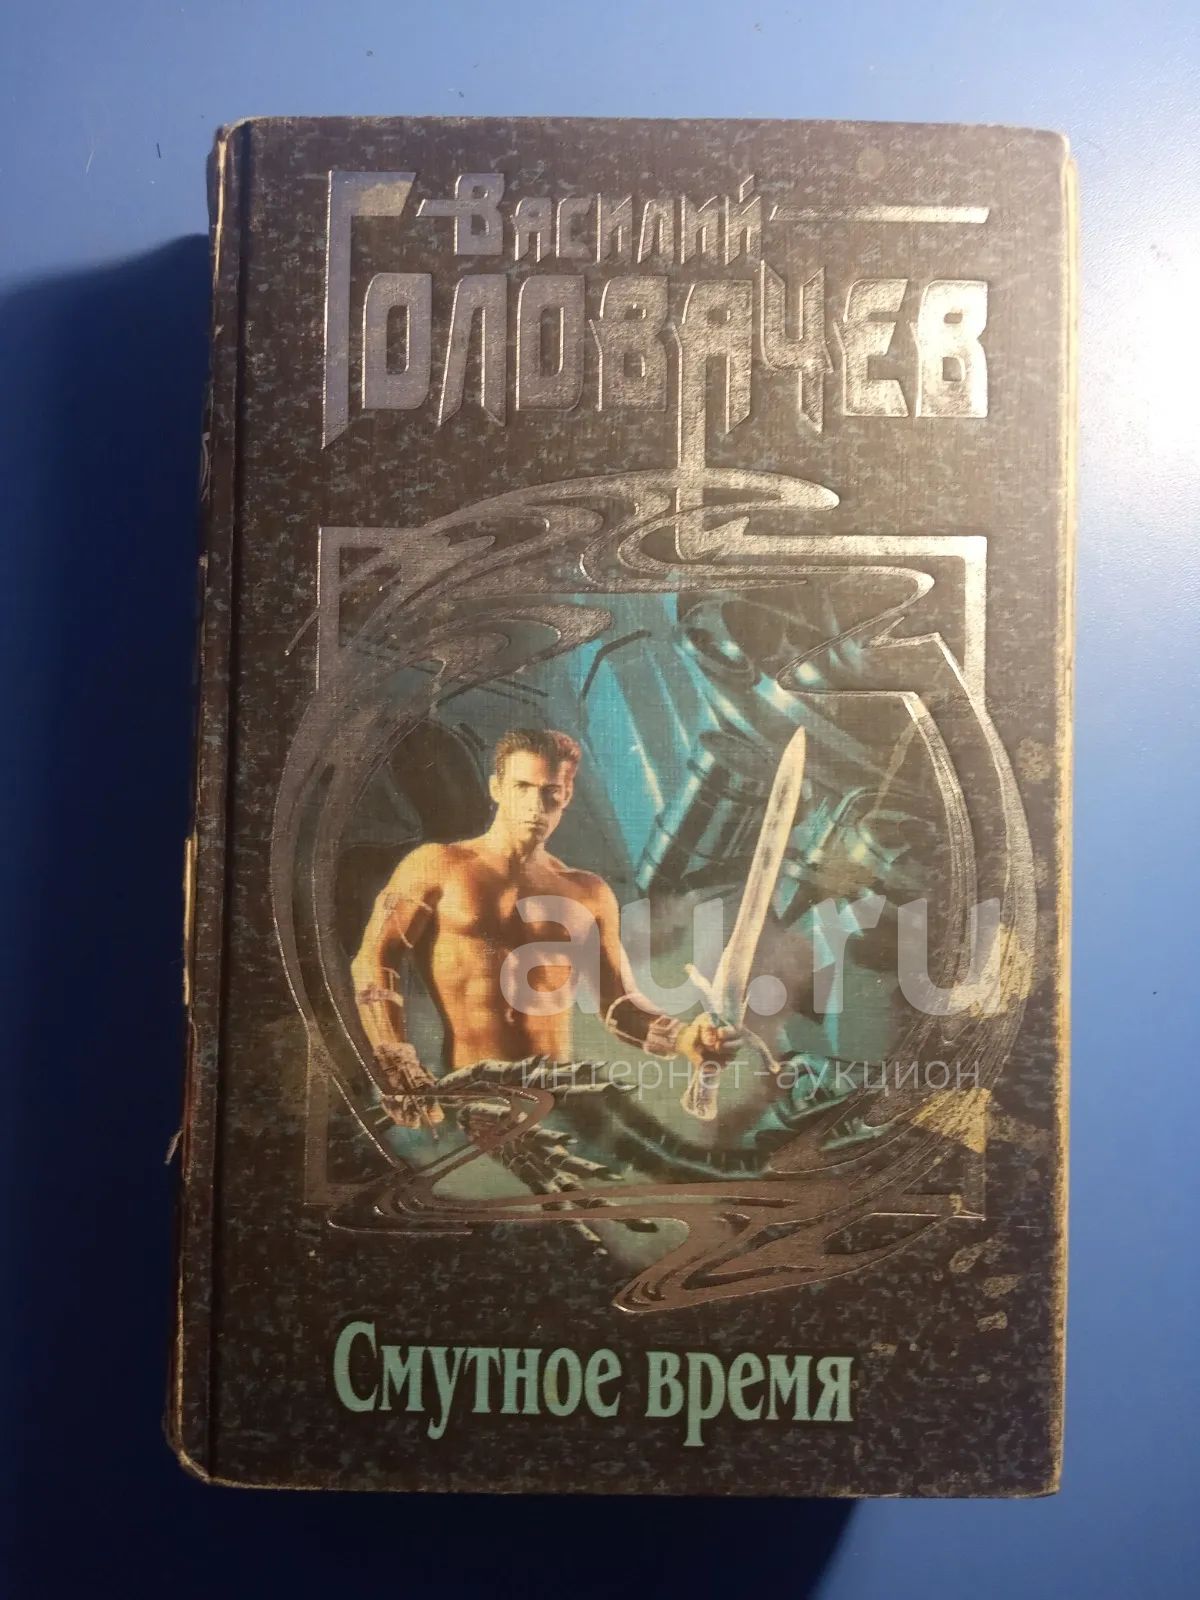 Василий
Головачев
au.ru
интернет-аукцион
Смутное время